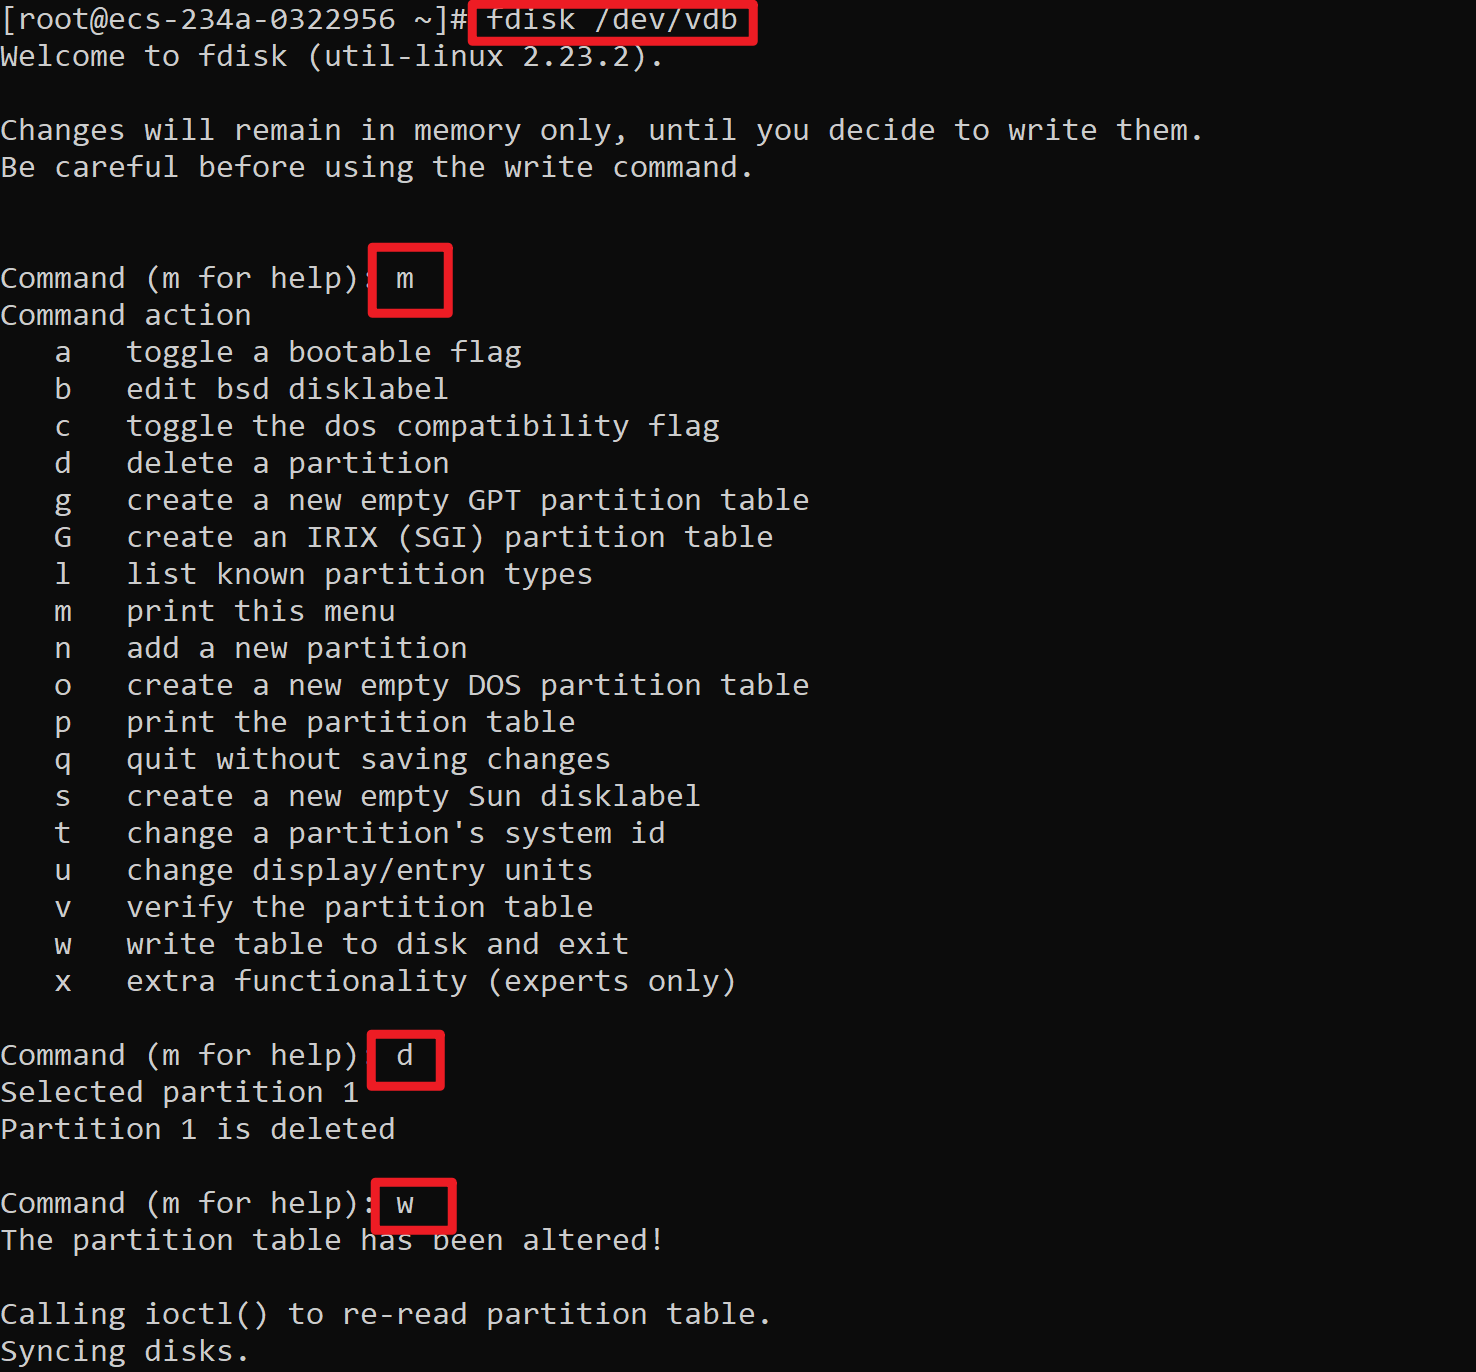 [root@ecs-234a-0322956 ~]# fdisk /dev/vdb
Welcome to fdisk (util-linux 2.23.2).
Changes will remain in memory only, until you decide to write them.
Be careful before using the write command.
Command (m for help): m
Command action
   a   toggle a bootable flag
   b   edit bsd disklabel
   c   toggle the dos compatibility flag
   d   delete a partition
   g   create a new empty GPT partition table
   G   create an IRIX (SGI) partition table
   l   list known partition types
   m   print this menu
   n   add a new partition
   o   create a new empty DOS partition table
   p   print the partition table
   q   quit without saving changes
   s   create a new empty Sun disklabel
   t   change a partition's system id
   u   change display/entry units
   v   verify the partition table
   w   write table to disk and exit
   x   extra functionality (experts only)
Command (m for help): d
Selected partition 1
Partition 1 is deleted
Command (m for help): w
The partition table has been altered!
Calling ioctl() to re-read partition table.
Syncing disks.